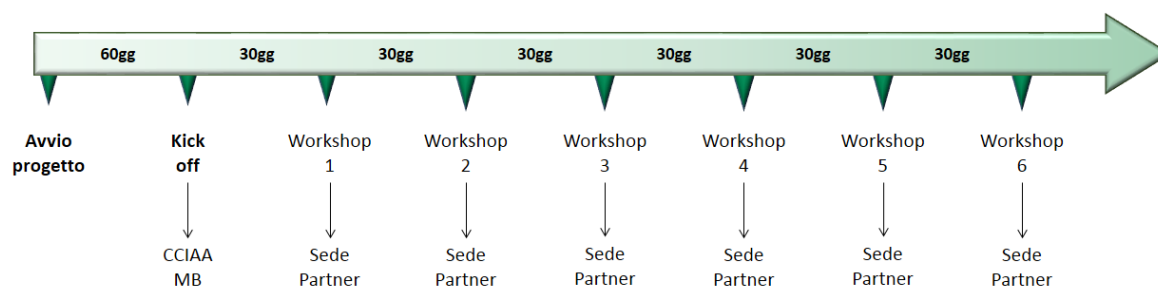 60gg 30gg 30gg 30gg 30gg 30gg 30gg
Avvio
progetto
Kick
off
Workshop
1
Workshop
2
Workshop
3
Workshop
4
Workshop
5
Workshop
6
CCIAA
MB
Sede
Partner
Sede
Partner
Sede
Partner
Sede
Partner
Sede
Partner
Sede
Partner